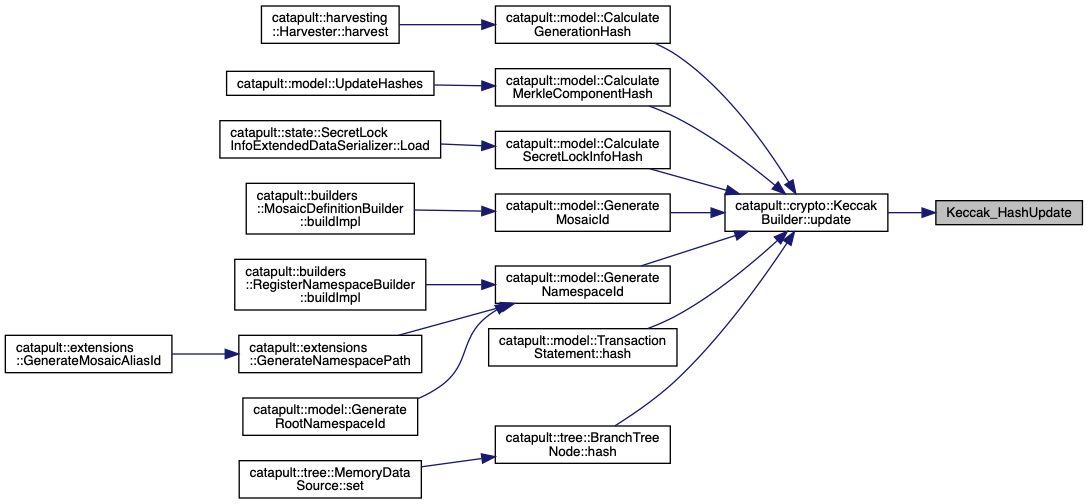 catapult::harvesting
::Harvester::harvest
catapult::model::Calculate
GenerationHash
catapult::model::UpdateHashes
catapult::model::Calculate
MerkleComponentHash
catapult::state::SecretLock
InfoExtendedDataSerializer::Load
catapult::model::Calculate
SecretLockInfoHash
catapult::builders
::MosaicDefinitionBuilder
::buildImpl
catapult::model::Generate
MosaicId
catapult::crypto::Keccak
Builder::update
Keccak_HashUpdate
catapult::builders
::RegisterNamespaceBuilder
::buildImpl
catapult::model::Generate
NamespaceId
catapult::extensions
::GenerateMosaicAliasId
catapult::extensions
::GenerateNamespacePath
catapult::model::Transaction
Statement::hash
catapult::model::Generate
RootNamespaceId
catapult::tree::BranchTree
Node::hash
catapult::tree::MemoryData
Source::set